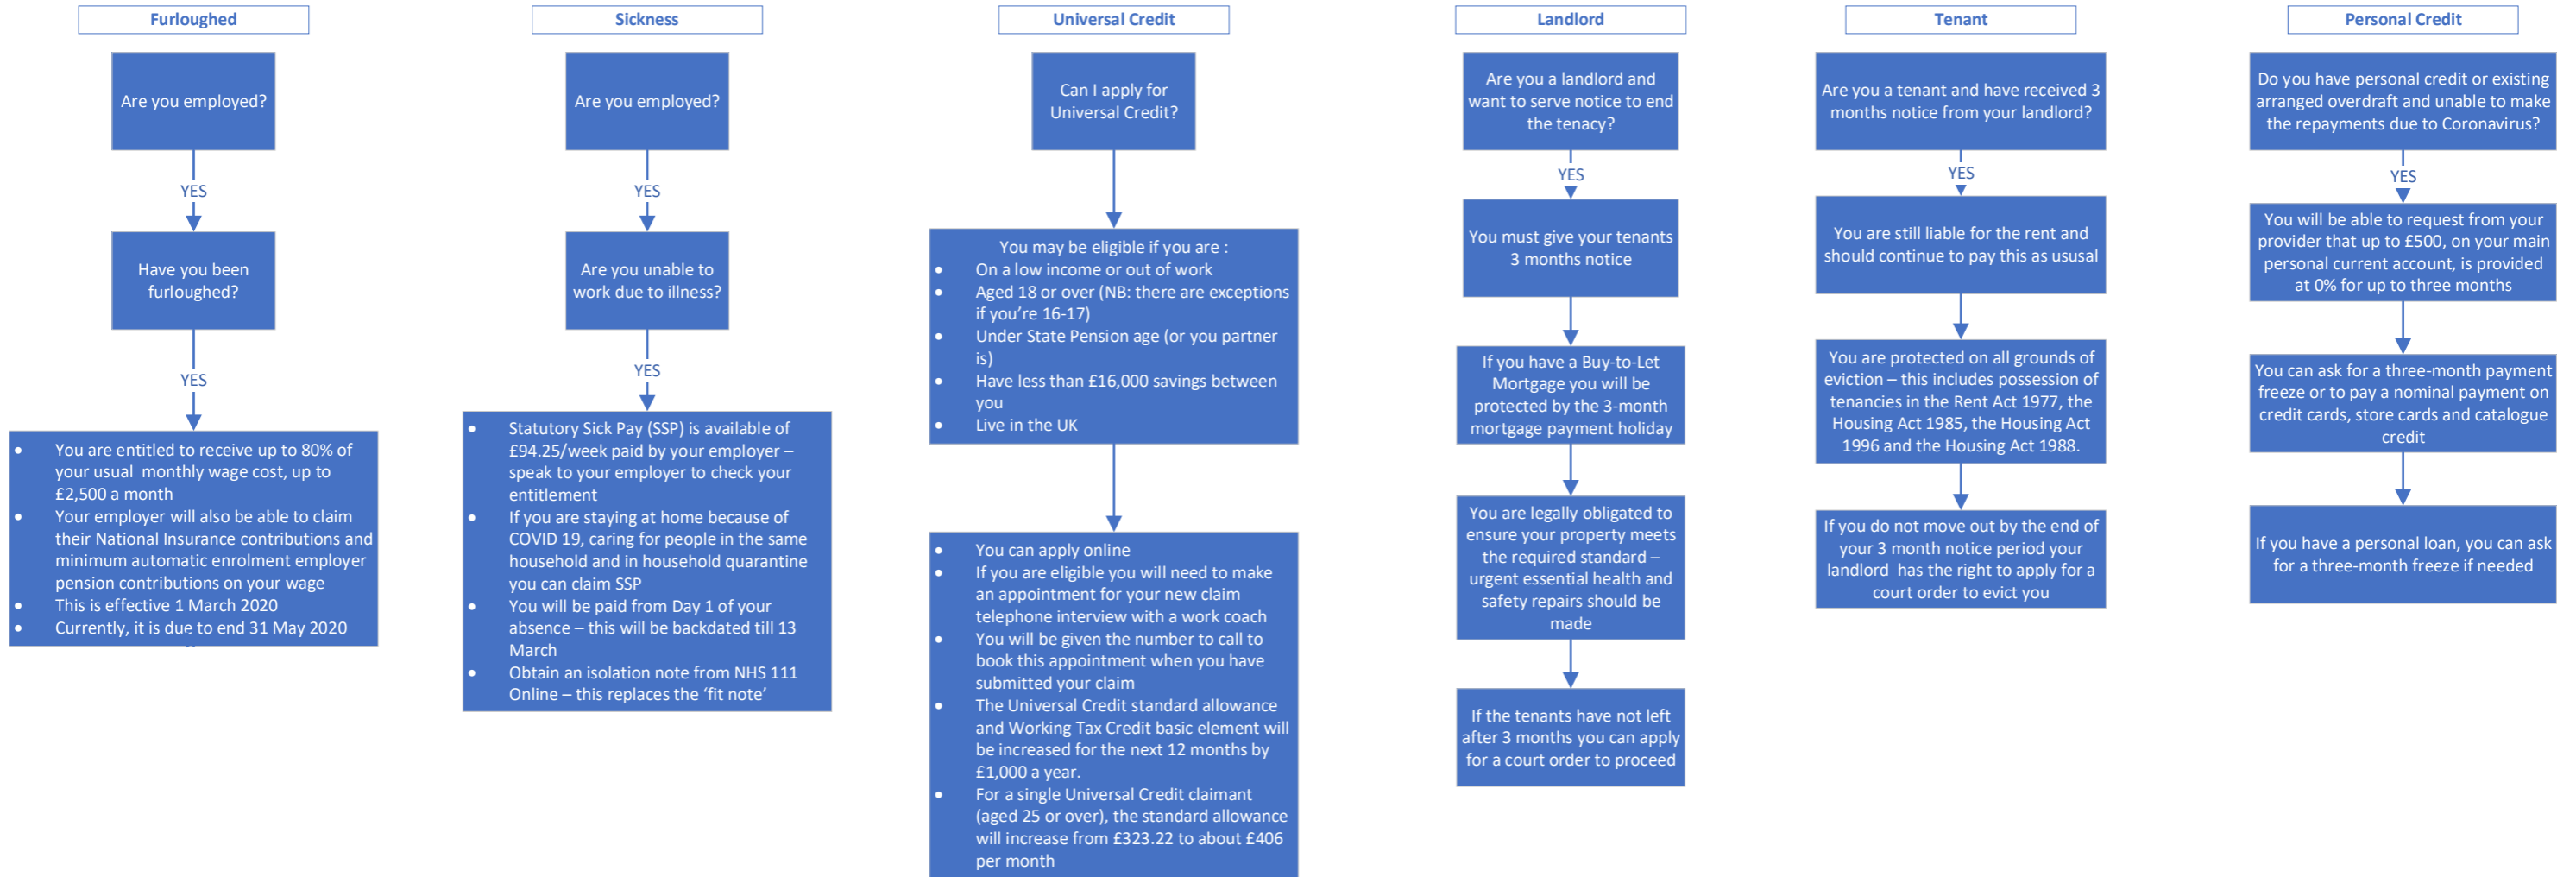 Furloughed
Are you employed?
YES
Have you been
furloughed?
YES
• You are entitled to receive up to 80% of
your usual monthly wage cost, up to
£2,500 a month
• Your employer will also be able to claim
their National Insurance contributions and
minimum automatic enrolment employer
pension contributions on your wage
• This is effective 1 March 2020
• Currently, it is due to end 31 May 2020
Sickness
Are you employed?
YES
Are you unable to
work due to illness?
YES
• Statutory Sick Pay (SSP) is available of
£94.25/week paid by your employer –
speak to your employer to check your
entitlement
• If you are staying at home because of
COVID 19, caring for people in the same
household and in household quarantine
you can claim SSP
• You will be paid from Day 1 of your
absence – this will be backdated till 13
March
• Obtain an isolation note from NHS 111
Online – this replaces the ‘fit note’
Universal Credit
Can I apply for
Universal Credit?
You may be eligible if you are :
• On a low income or out of work
• Aged 18 or over (NB: there are exceptions
if you’re 16-17)
• Under State Pension age (or you partner
is)
• Have less than £16,000 savings between
you
• Live in the UK
• You can apply online
• If you are eligible you will need to make
an appointment for your new claim
telephone interview with a work coach
• You will be given the number to call to
book this appointment when you have
submitted your claim
• The Universal Credit standard allowance
and Working Tax Credit basic element will
be increased for the next 12 months by
£1,000 a year.
• For a single Universal Credit claimant
(aged 25 or over), the standard allowance
will increase from £323.22 to about £406
per month
Landlord
Are you a landlord and
want to serve notice to end
the tenacy?
YES
You must give your tenants
3 months notice
If you have a Buy-to-Let
Mortgage you will be
protected by the 3-month
mortgage payment holiday
You are legally obligated to
ensure your property meets
the required standard –
urgent essential health and
safety repairs should be
made
If the tenants have not left
after 3 months you can apply
for a court order to proceed
Tenant
Are you a tenant and have received 3
months notice from your landlord?
YES
You are still liable for the rent and
should continue to pay this as ususal
You are protected on all grounds of
eviction – this includes possession of
tenancies in the Rent Act 1977, the
Housing Act 1985, the Housing Act
1996 and the Housing Act 1988.
If you do not move out by the end of
your 3 month notice period your
landlord has the right to apply for a
court order to evict you
Personal Credit
Do you have personal credit or existing
arranged overdraft and unable to make
the repayments due to Coronavirus?
YES
You will be able to request from your
provider that up to £500, on your main
personal current account, is provided
at 0% for up to three months
You can ask for a three-month payment
freeze or to pay a nominal payment on
credit cards, store cards and catalogue
credit
If you have a personal loan, you can ask
for a three-month freeze if needed